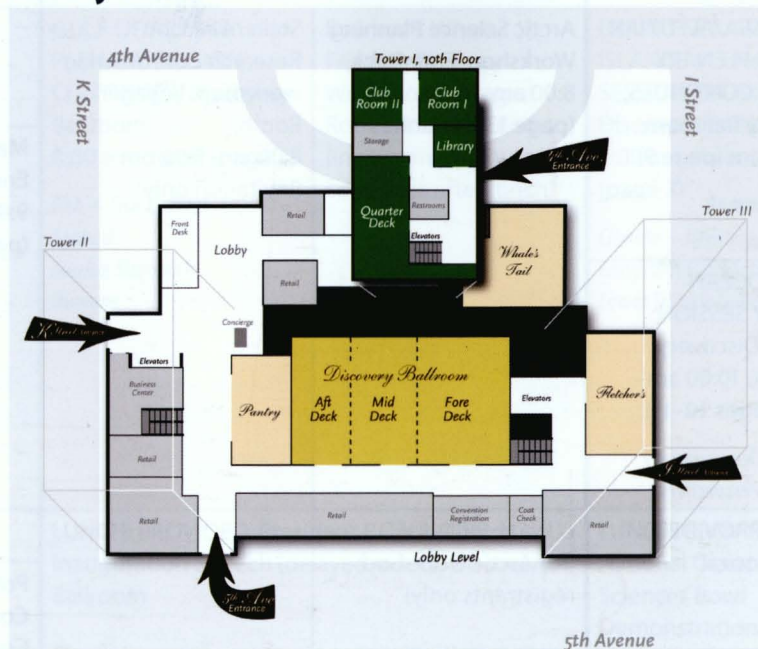 4th Avenue
Tower I, 10th Floor
K Street
I Street
Club
Room II
Club
Room I
Storage
Library
4th Ave.
Entrance
Quarter
Deck
Restrooms
Elevators
Front
Desk
Retail
Lobby
Tower II
Tower III
Whale's
Tail
Retail
K Street
Concierge
Elevators
Business
Center
Discovery Ballroom
Aft
Deck
Mid
Deck
Fore
Deck
Pantry
Elevators
Fletcher's
Retail
Retail
Retail
Convention
Registration
Coat
Check
Retail
Lobby Level
5th Ave
Entrance
5th Avenue